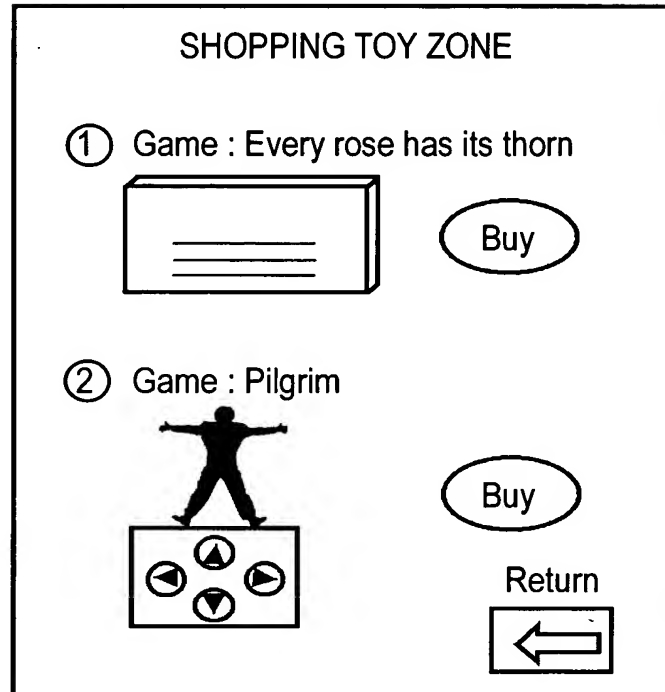 SHOPPING TOY ZONE
① Game : Every rose has its thorn
Buy
② Game : Pilgrim
Buy
Return